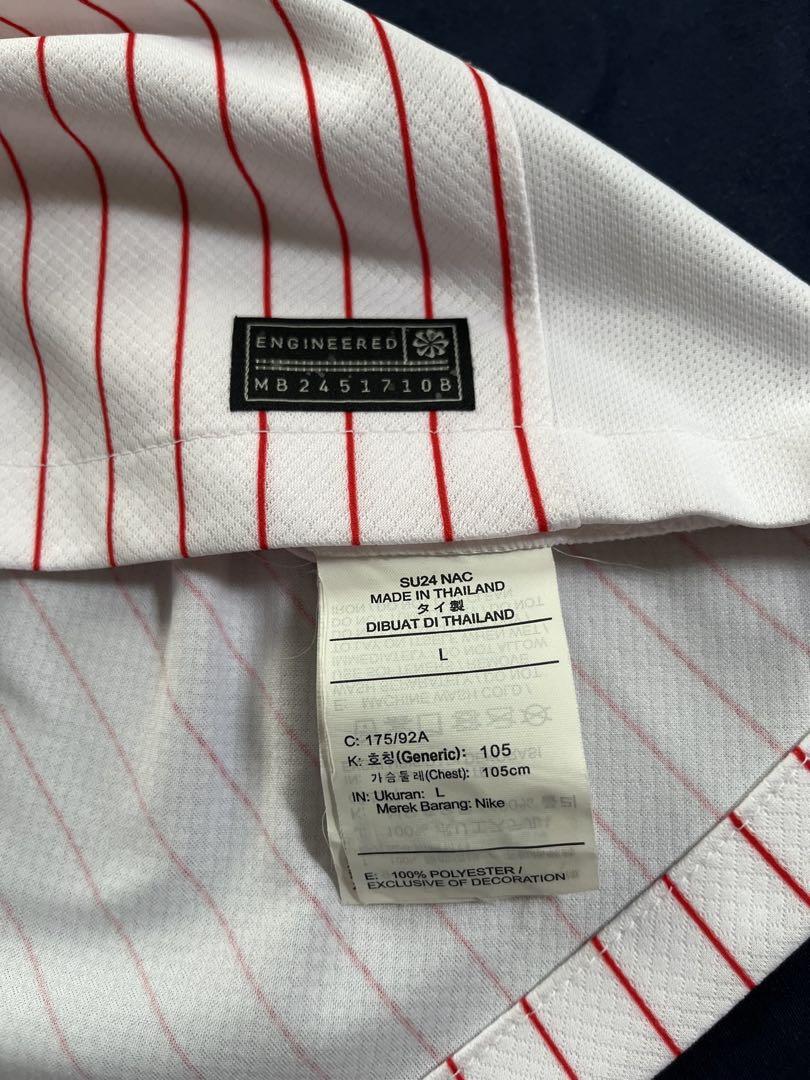 ENGINEERED
MB2451710B
SU24 NAC
MADE IN THAILAND
タイ製
DIBUAT DI THAILAND
L
C: 175/92A
K: 호칭(Generic): 105
가슴둘레(Chest): 105cm
IN: Ukuran: L
Merek Barang: Nike
E: 100% POLYESTER /
EXCLUSIVE OF DECORATION